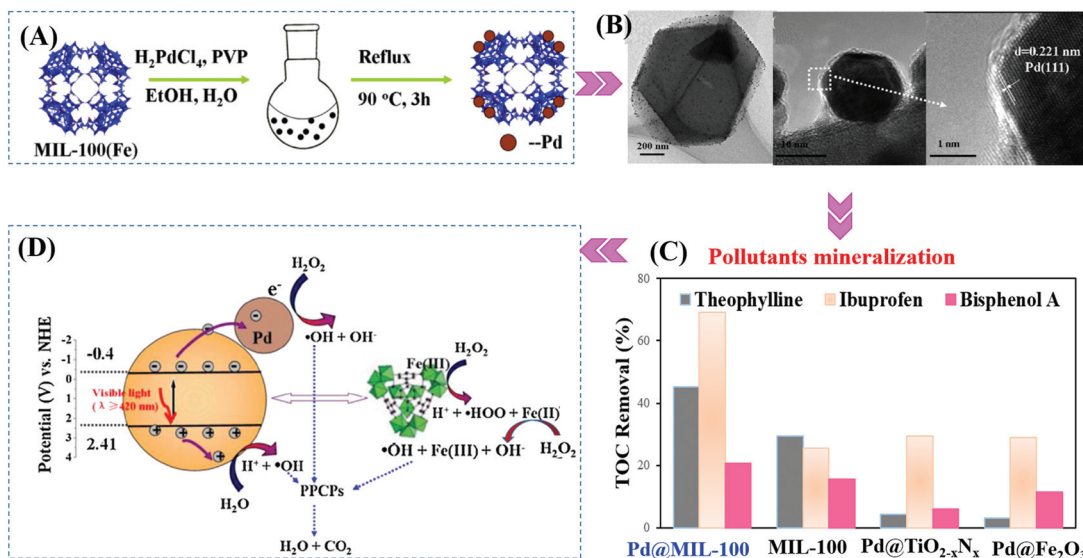 (A)
H₂PdCl₄, PVP
EtOH, H₂O
Reflux
90 °C, 3h
MIL-100(Fe)
--Pd
(B)
200 nm
10 nm
1 nm
d=0.221 nm
Pd(111)
(C)
Pollutants mineralization
Theophylline
Ibuprofen
Bisphenol A
TOC Removal (%)
80
60
40
20
0
Pd@MIL-100
MIL-100
Pd@TiO₂₋ₓNₓ
Pd@Fe₂O₃
(D)
Potential (V) vs. NHE
-2
-1
0
1
2
3
4
-0.4
2.41
Visible light
(λ ≥420 nm)
e⁻
Pd
H₂O₂
•OH + OH⁻
Fe(III)
H₂O₂
H⁺ + •HOO + Fe(II)
•OH + Fe(III) + OH⁻
H₂O₂
H⁺ + •OH
H₂O
PPCPs
H₂O + CO₂